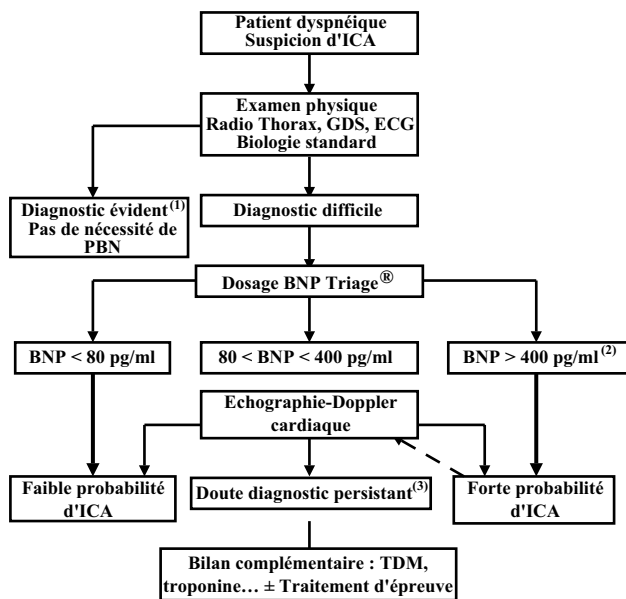 Patient dyspnéique
Suspicion d'ICA
Examen physique
Radio Thorax, GDS, ECG
Biologie standard
Diagnostic évident(1)
Pas de nécessité de
PBN
Diagnostic difficile
Dosage BNP Triage®
BNP < 80 pg/ml
80 < BNP < 400 pg/ml
BNP > 400 pg/ml(2)
Echographie-Doppler
cardiaque
Faible probabilité
d'ICA
Doute diagnostic persistant(3)
Forte probabilité
d'ICA
Bilan complémentaire : TDM,
troponine… ± Traitement d'épreuve